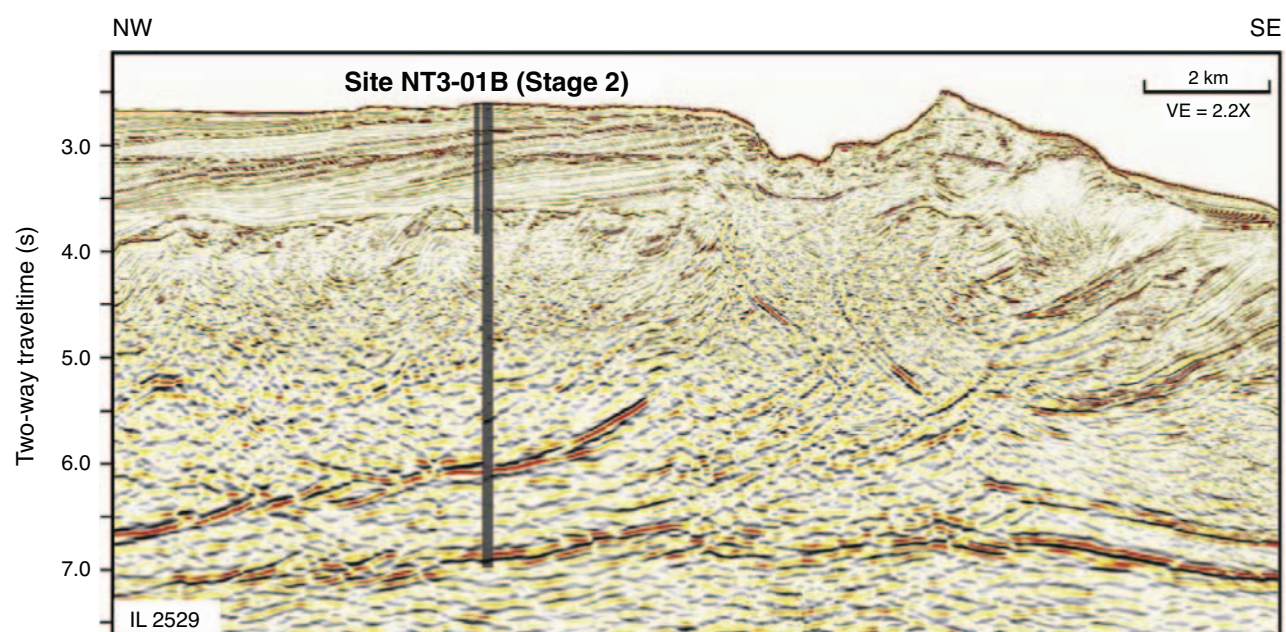 NW
SE
Site NT3-01B (Stage 2)
2 km
VE = 2.2X
3.0
4.0
5.0
6.0
7.0
Two-way traveltime (s)
IL 2529